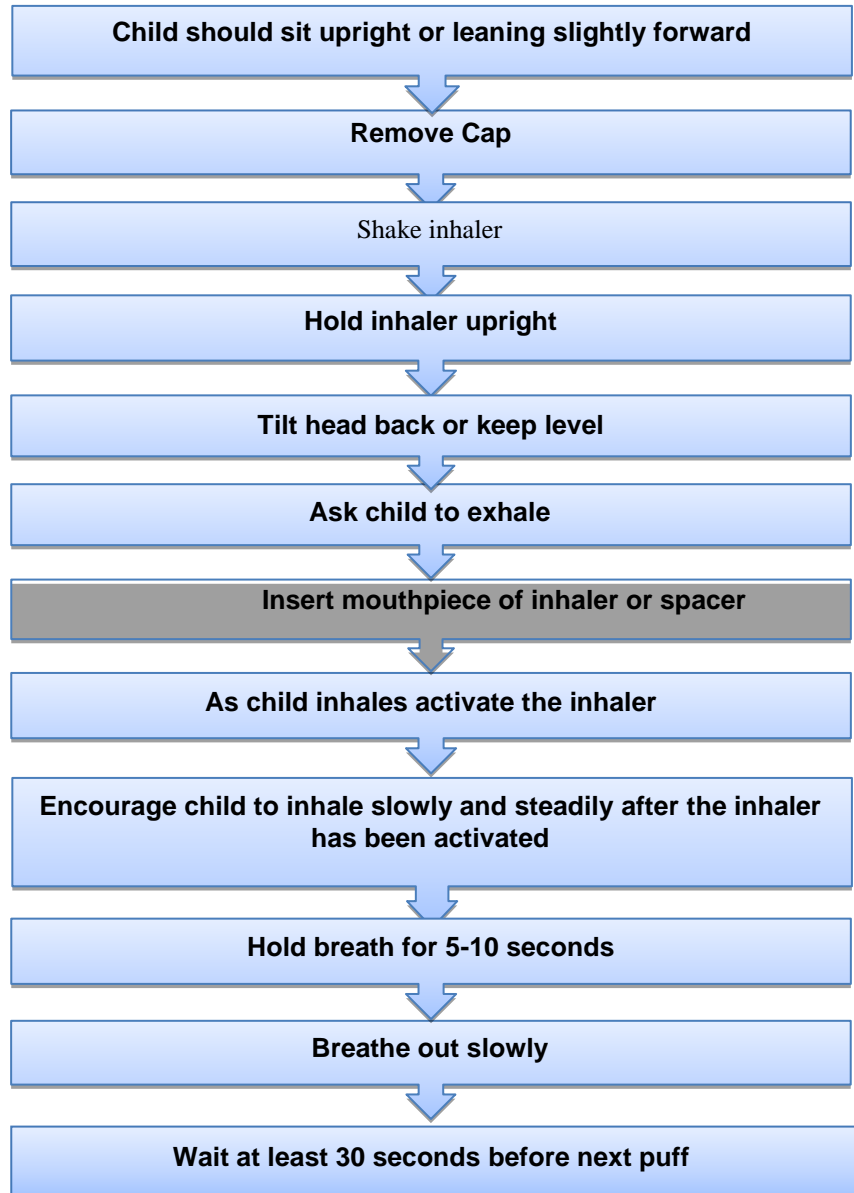 Child should sit upright or leaning slightly forward
Remove Cap
Shake inhaler
Hold inhaler upright
Tilt head back or keep level
Ask child to exhale
Insert mouthpiece of inhaler or spacer
As child inhales activate the inhaler
Encourage child to inhale slowly and steadily after the inhaler
has been activated
Hold breath for 5-10 seconds
Breathe out slowly
Wait at least 30 seconds before next puff